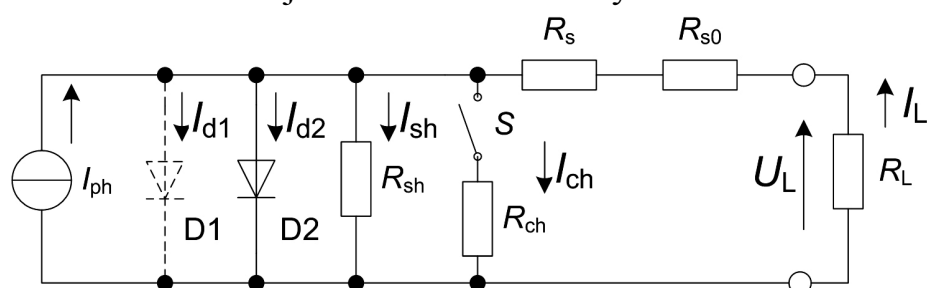 R_s R_s0
I_d1 I_d2 I_sh S I_L
I_ph R_sh I_ch U_L R_L
D1 D2 R_ch